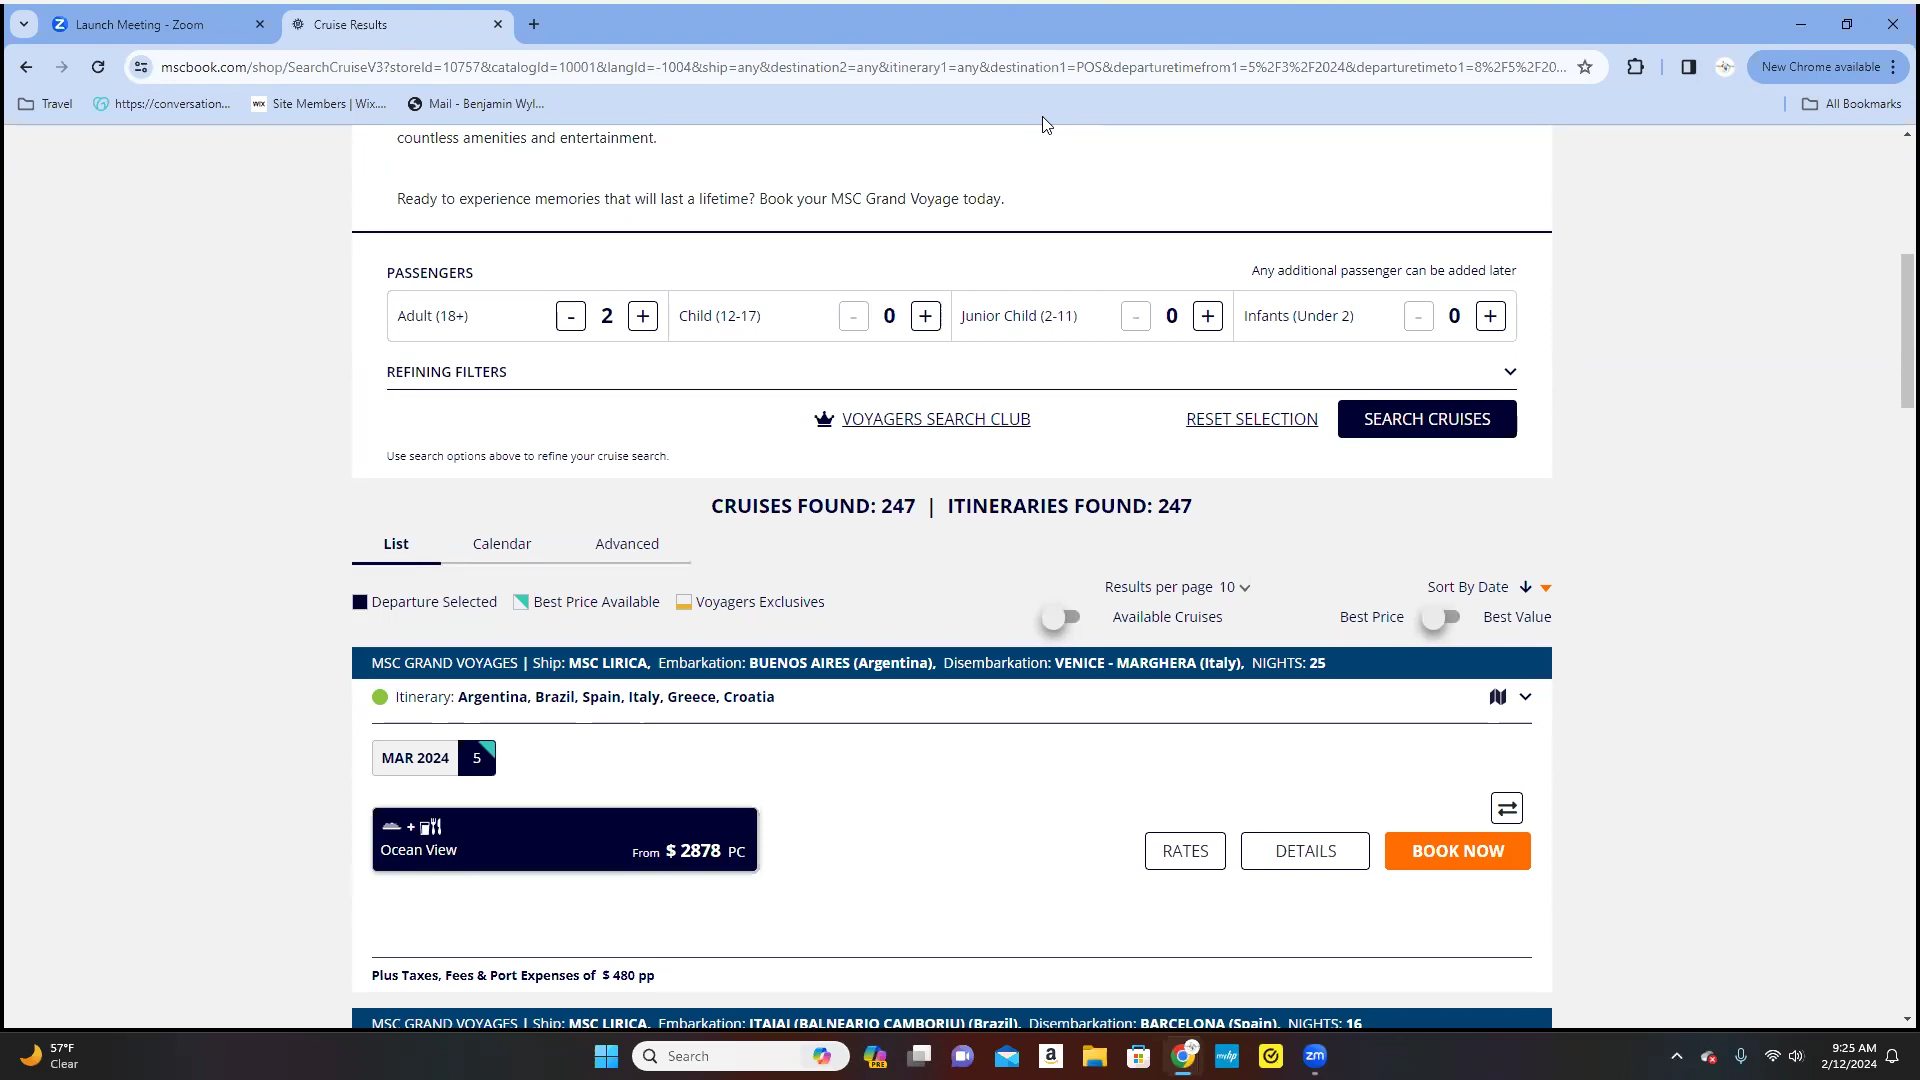 Launch Meeting - Zoom
Cruise Results
mscbook.com/shop/SearchCruiseV3?storeId=10757&catalogId=10001&langId=-1004&ship=any&destination2=any&itinerary1=any&destination1=POS&departuretimefrom1=5%2F3%2F2024&departuretimeto1=8%2F5%2F20...
New Chrome available
Travel
https://conversation...
WIX Site Members | Wix....
Mail - Benjamin Wyl...
All Bookmarks
countless amenities and entertainment.
Ready to experience memories that will last a lifetime? Book your MSC Grand Voyage today.
PASSENGERS
Any additional passenger can be added later
Adult (18+) - 2 + Child (12-17) - 0 + Junior Child (2-11) - 0 + Infants (Under 2) - 0 +
REFINING FILTERS
VOYAGERS SEARCH CLUB RESET SELECTION SEARCH CRUISES
Use search options above to refine your cruise search.
CRUISES FOUND: 247 | ITINERARIES FOUND: 247
List Calendar Advanced
Results per page 10 Sort By Date
Departure Selected Best Price Available Voyagers Exclusives
Available Cruises Best Price Best Value
MSC GRAND VOYAGES | Ship: MSC LIRICA, Embarkation: BUENOS AIRES (Argentina), Disembarkation: VENICE - MARGHERA (Italy), NIGHTS: 25
Itinerary: Argentina, Brazil, Spain, Italy, Greece, Croatia
MAR 2024 5
+
Ocean View From $ 2878 PC
RATES DETAILS BOOK NOW
Plus Taxes, Fees & Port Expenses of $ 480 pp
MSC GRAND VOYAGES | Ship: MSC LIRICA, Embarkation: ITAJAI (BALNEARIO CAMBORIU) (Brazil), Disembarkation: BARCELONA (Spain), NIGHTS: 16
57°F
Clear
Search
PRE
a
myhp
zm
9:25 AM
2/12/2024